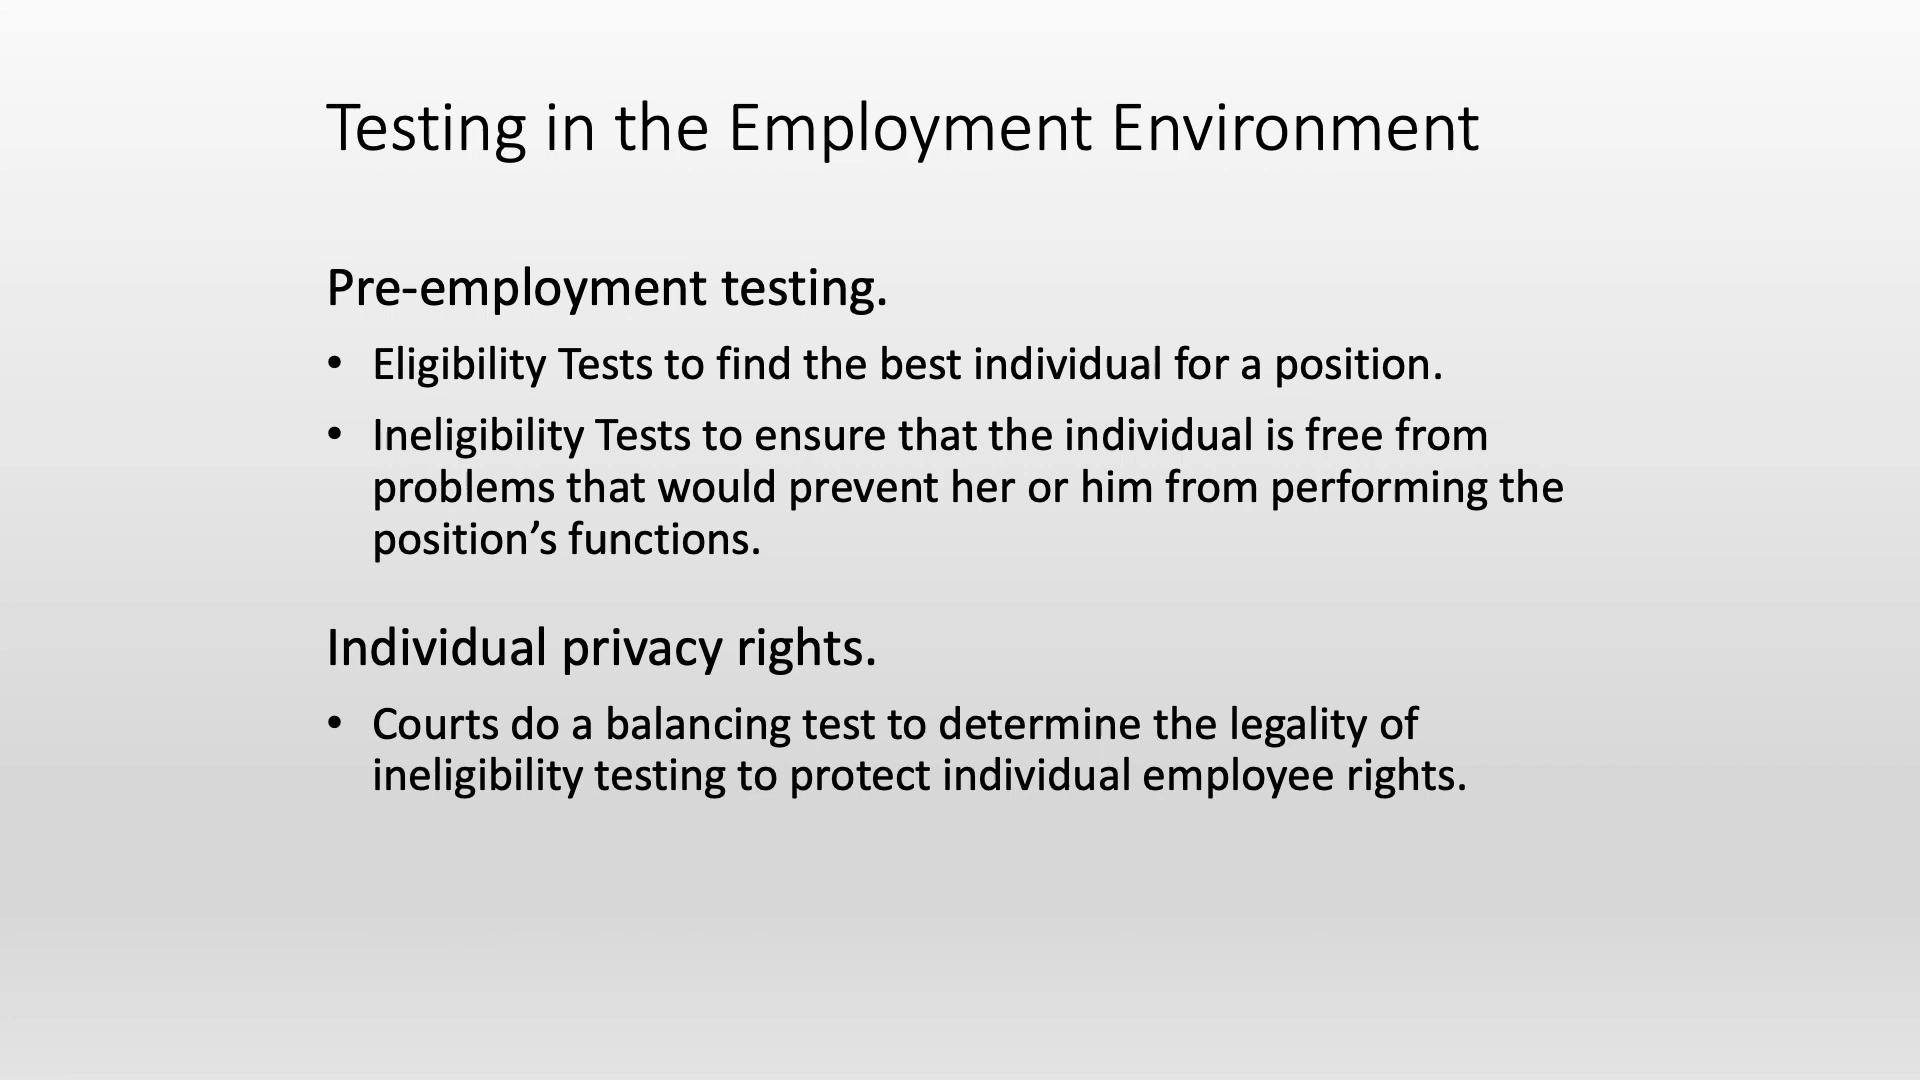 Testing in the Employment Environment
Pre-employment testing.
• Eligibility Tests to find the best individual for a position.
• Ineligibility Tests to ensure that the individual is free from
problems that would prevent her or him from performing the
position’s functions.
Individual privacy rights.
• Courts do a balancing test to determine the legality of
ineligibility testing to protect individual employee rights.